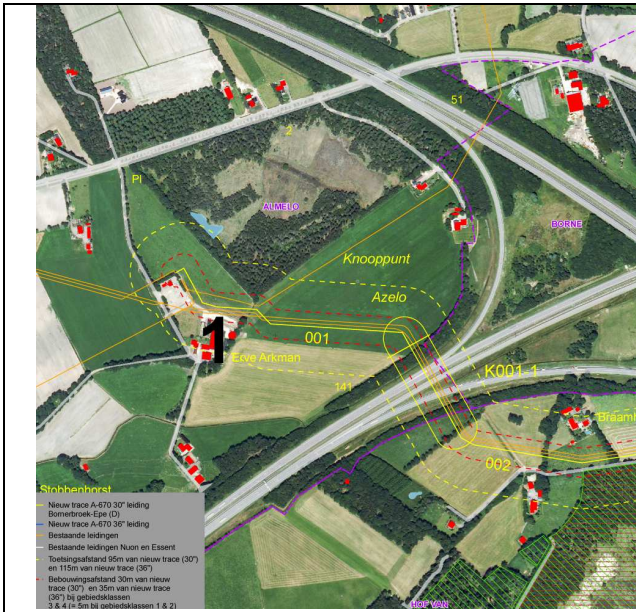 51
2
PI
ALMELO
BORNE
Knooppunt
Azelo
1
001
Erve Arkman
141
K001-1
Braamh
002
Stobbenhorst
Nieuw trace A-670 30" leiding
Bornerbroek-Epe (D)
Nieuw trace A-670 36" leiding
Bestaande leidingen
Bestaande leidingen Nuon en Essent
Toetsingsafstand 95m van nieuw trace (30")
en 115m van nieuw trace (36")
Bebouwingsafstand 30m van nieuw
trace (30") en 35m van nieuw trace
(36") bij gebiedsklassen
3 & 4 (= 5m bij gebiedsklassen 1 & 2)
HOF VAN